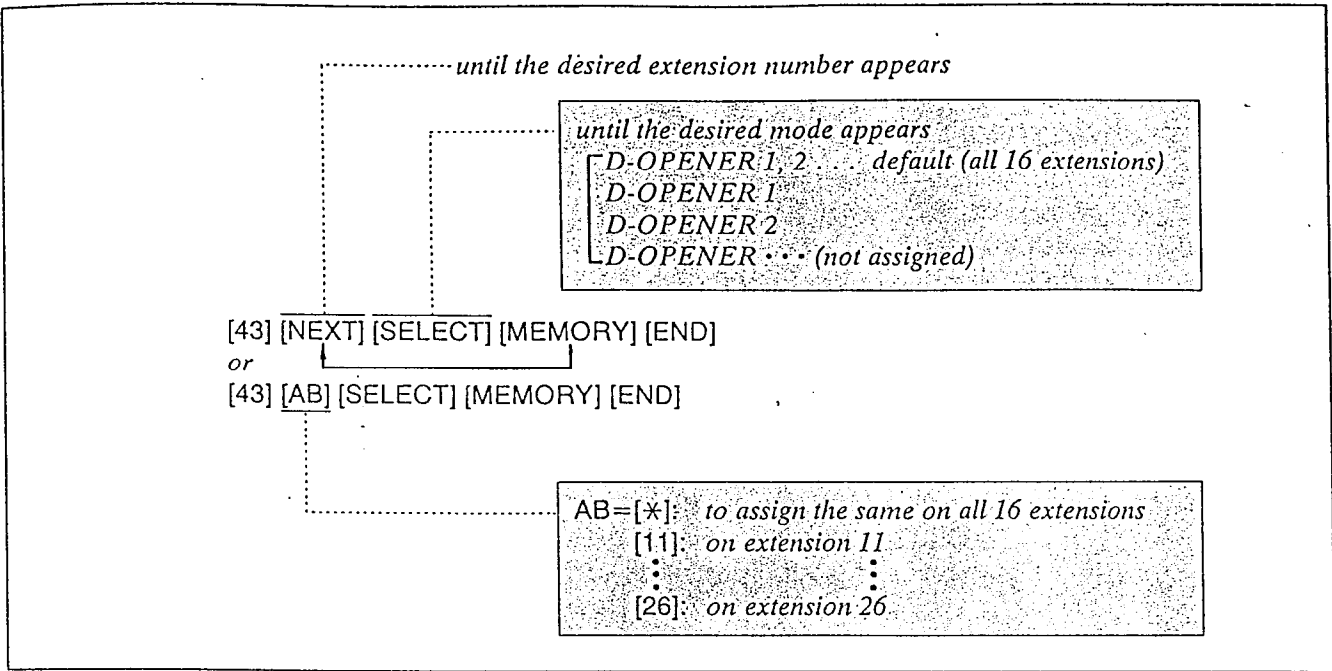 until the desired extension number appears
until the desired mode appears
D-OPENER 1, 2 .... default (all 16 extensions)
D-OPENER 1
D-OPENER 2
D-OPENER ··· (not assigned)
[43] [NEXT] [SELECT] [MEMORY] [END]
or
[43] [AB] [SELECT] [MEMORY] [END]
AB=[*]: to assign the same on all 16 extensions
[11]: on extension 11
[26]: on extension 26